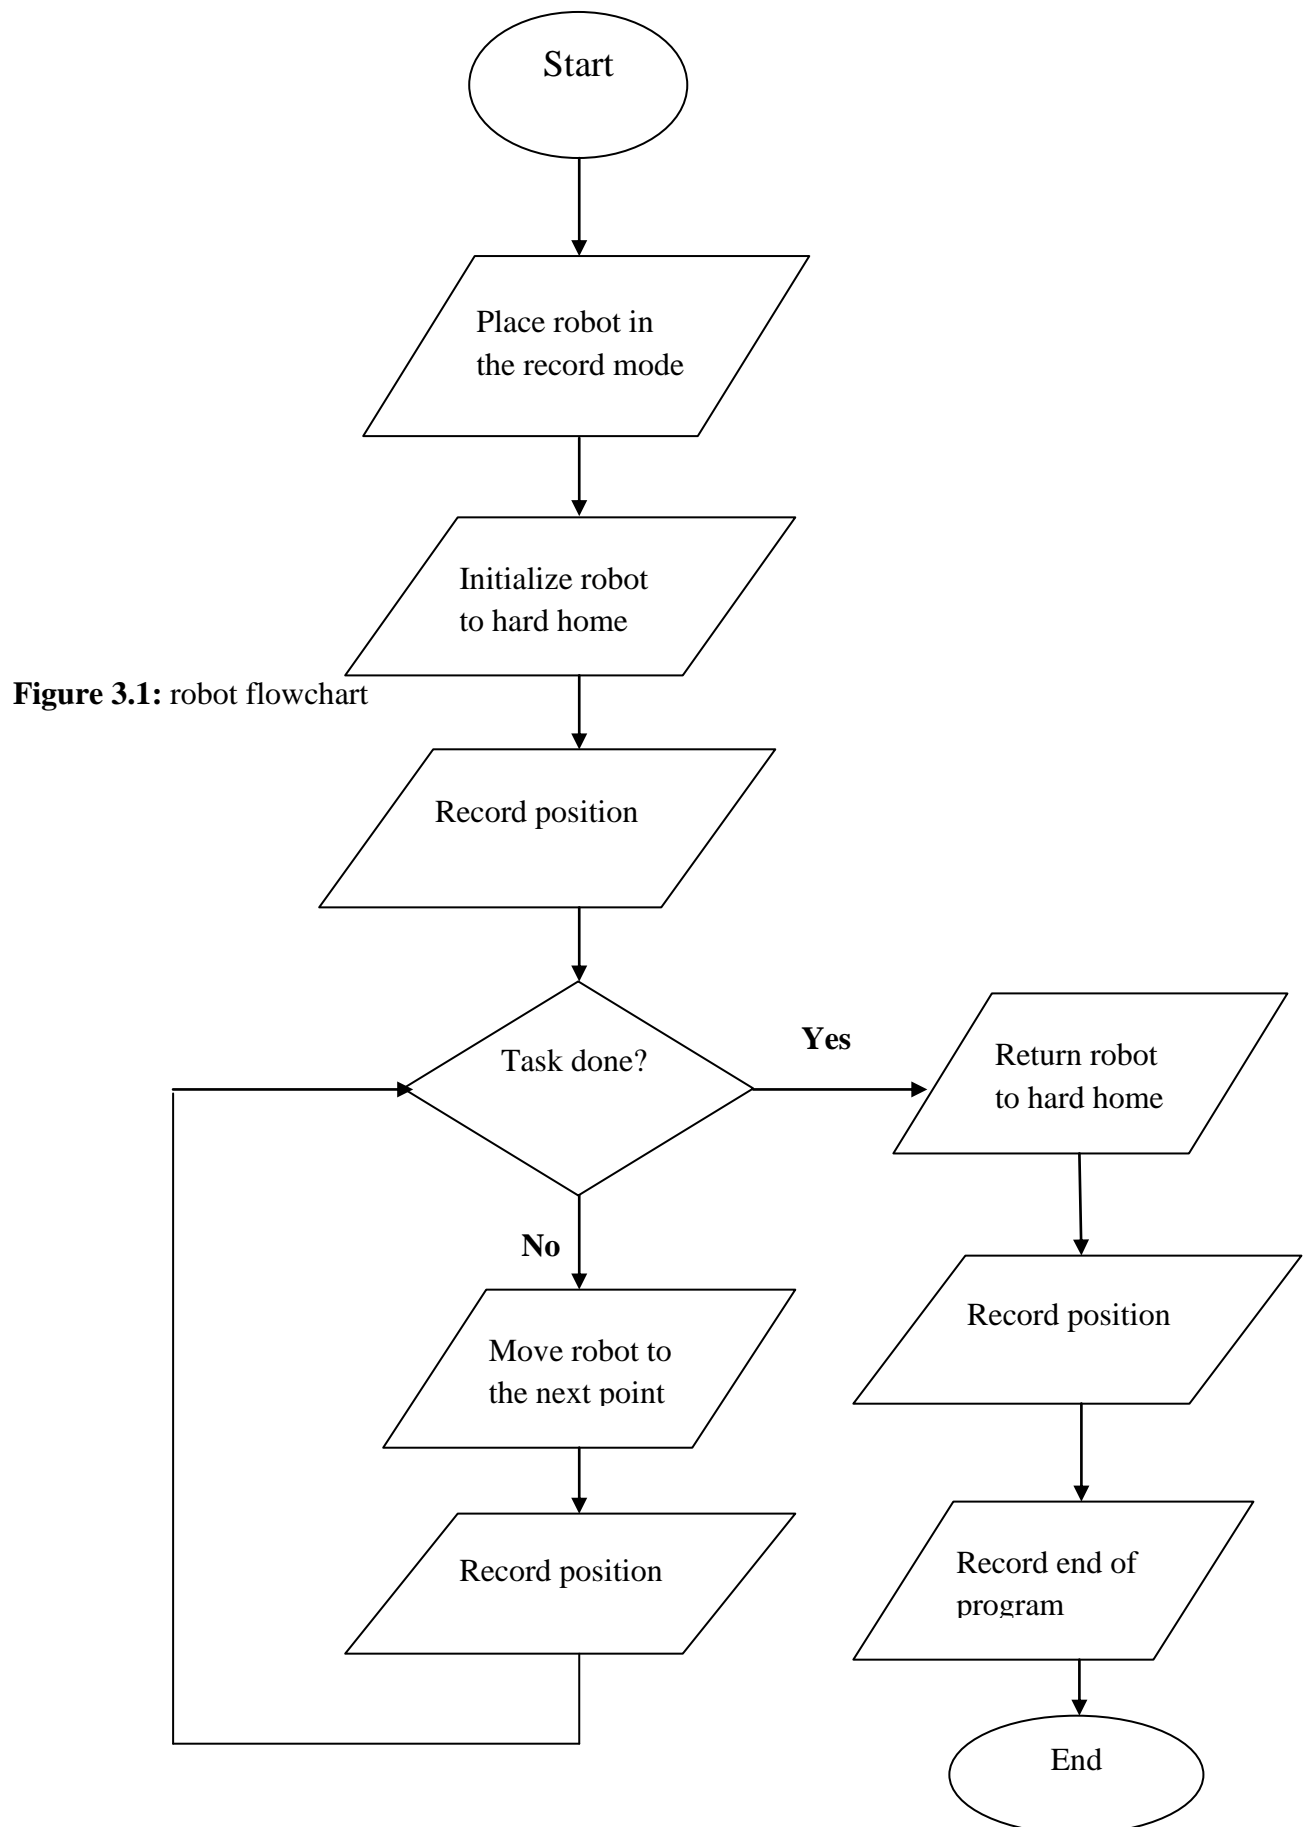 Start
Place robot in
the record mode
Initialize robot
to hard home
Figure 3.1: robot flowchart
Record position
Task done?
Yes
Return robot
to hard home
No
Move robot to
the next point
Record position
Record position
Record end of
program
End